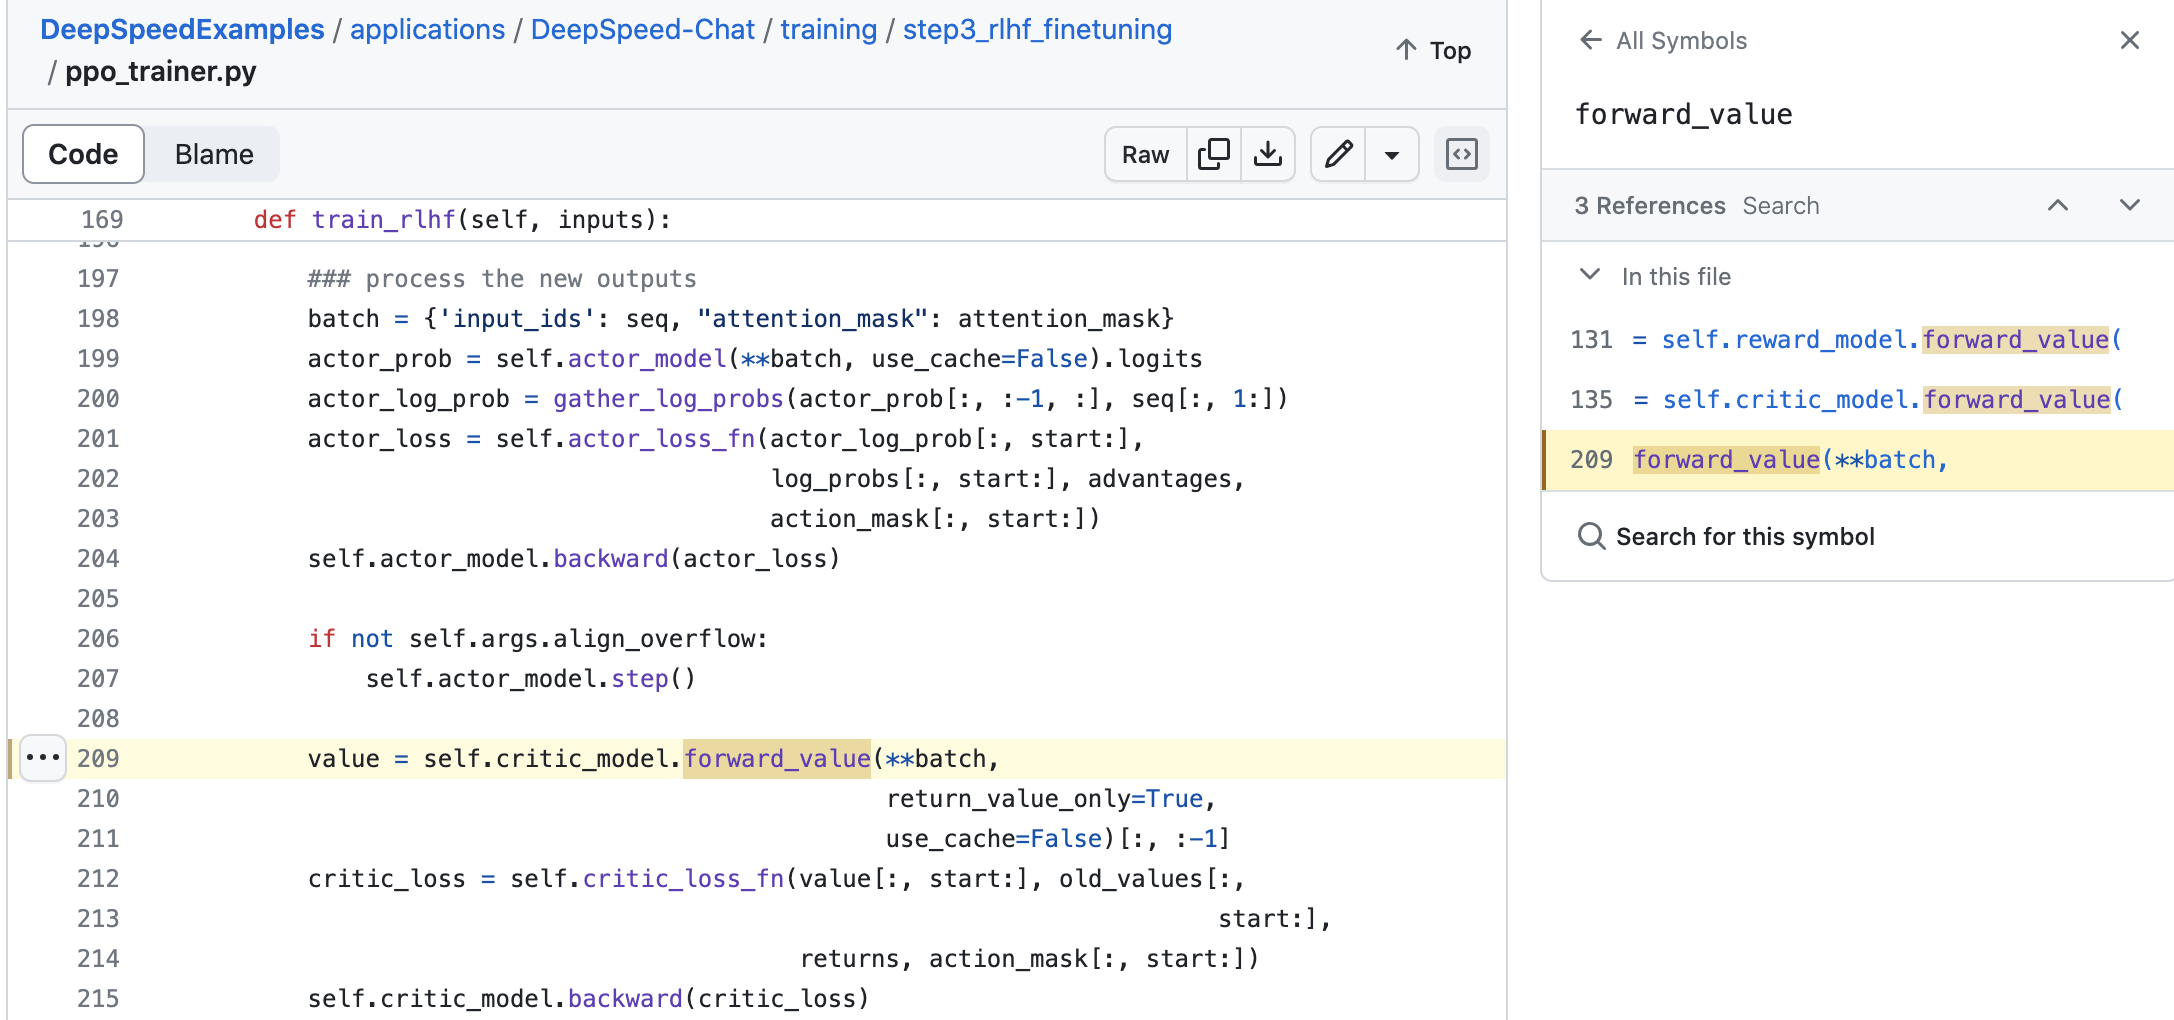 DeepSpeedExamples / applications / DeepSpeed-Chat / training / step3_rlhf_finetuning
/ ppo_trainer.py
↑ Top
Code Blame
Raw
169 def train_rlhf(self, inputs):
197 ### process the new outputs
198 batch = {'input_ids': seq, "attention_mask": attention_mask}
199 actor_prob = self.actor_model(**batch, use_cache=False).logits
200 actor_log_prob = gather_log_probs(actor_prob[:, :-1, :], seq[:, 1:])
201 actor_loss = self.actor_loss_fn(actor_log_prob[:, start:],
202 log_probs[:, start:], advantages,
203 action_mask[:, start:])
204 self.actor_model.backward(actor_loss)
205
206 if not self.args.align_overflow:
207 self.actor_model.step()
208
209 value = self.critic_model.forward_value(**batch,
210 return_value_only=True,
211 use_cache=False)[:, :-1]
212 critic_loss = self.critic_loss_fn(value[:, start:], old_values[:,
213 start:],
214 returns, action_mask[:, start:])
215 self.critic_model.backward(critic_loss)
← All Symbols
forward_value
3 References Search
In this file
131 = self.reward_model.forward_value(
135 = self.critic_model.forward_value(
209 forward_value(**batch,
Search for this symbol